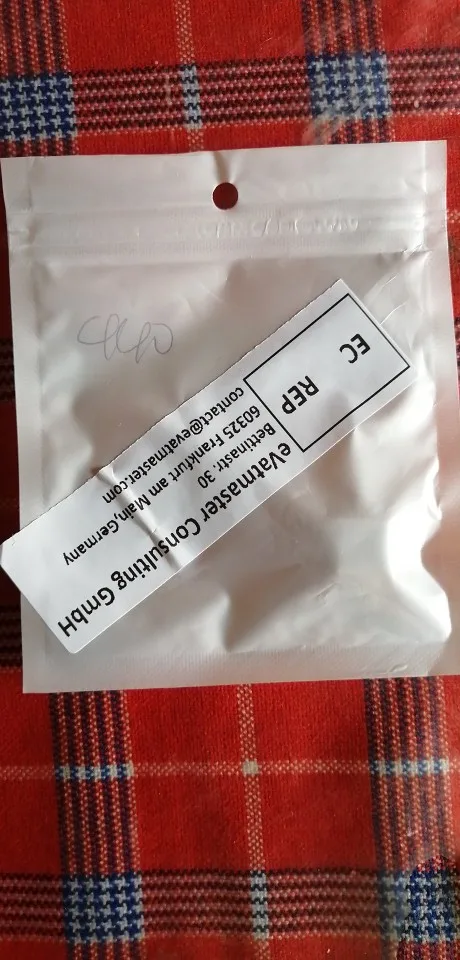 EC REP
eVatmaster Consulting GmbH
Bettinastr. 30
60325 Frankfurt am Main,Germany
contact@evatmaster.com